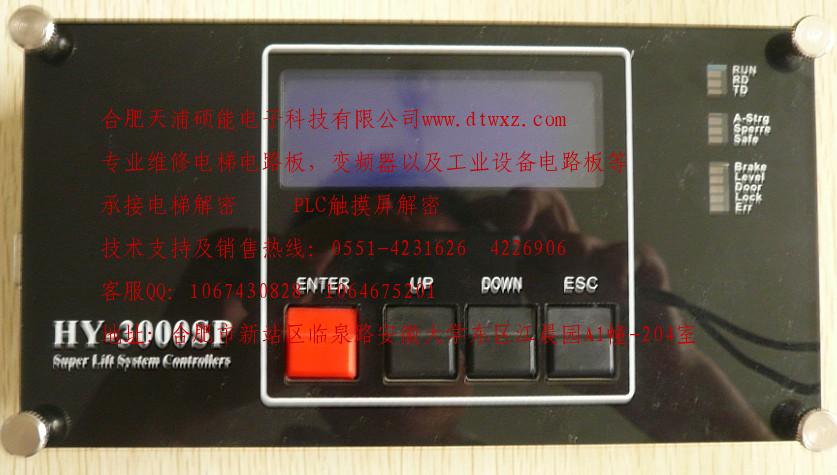 RUN
RD
TD
合肥天浦硕能电子科技有限公司www.dtwxz.com
A-Strg
Sperre
Safe
专业维修电梯电路板，变频器以及工业设备电路板等
Brake
Level
Door
Lock
Err
承接电梯解密 PLC触摸屏解密
技术支持及销售热线：0551-4231626 4226906
ENTER UP DOWN ESC
客服QQ：1067430828 1064675201
HY-3000SP
地址：合肥市新站区临泉路安徽大学东区江晨园A1幢-204室
Super Lift System Controllers